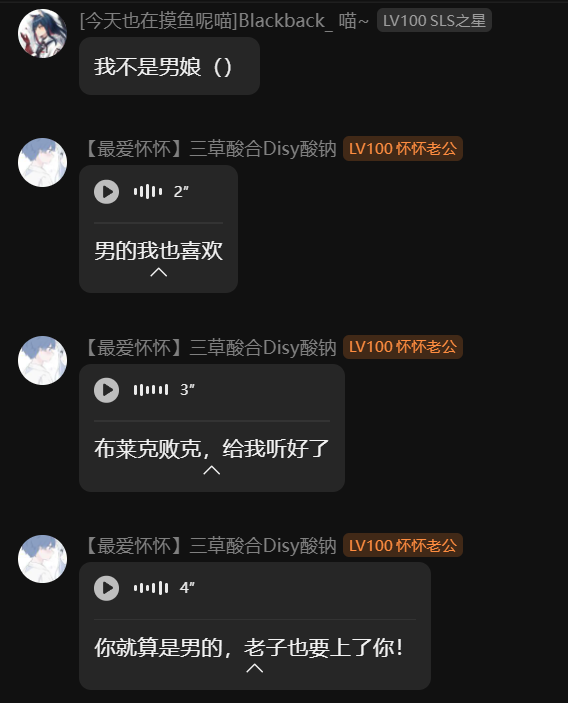 [今天也在摸鱼呢喵]Blackback_ 喵~ LV100 SLS之星
我不是男娘（）
【最爱怀怀】三草酸合Disy酸钠 LV100 怀怀老公
2"
男的我也喜欢
【最爱怀怀】三草酸合Disy酸钠 LV100 怀怀老公
3"
布莱克败克，给我听好了
【最爱怀怀】三草酸合Disy酸钠 LV100 怀怀老公
4"
你就算是男的，老子也要上了你！